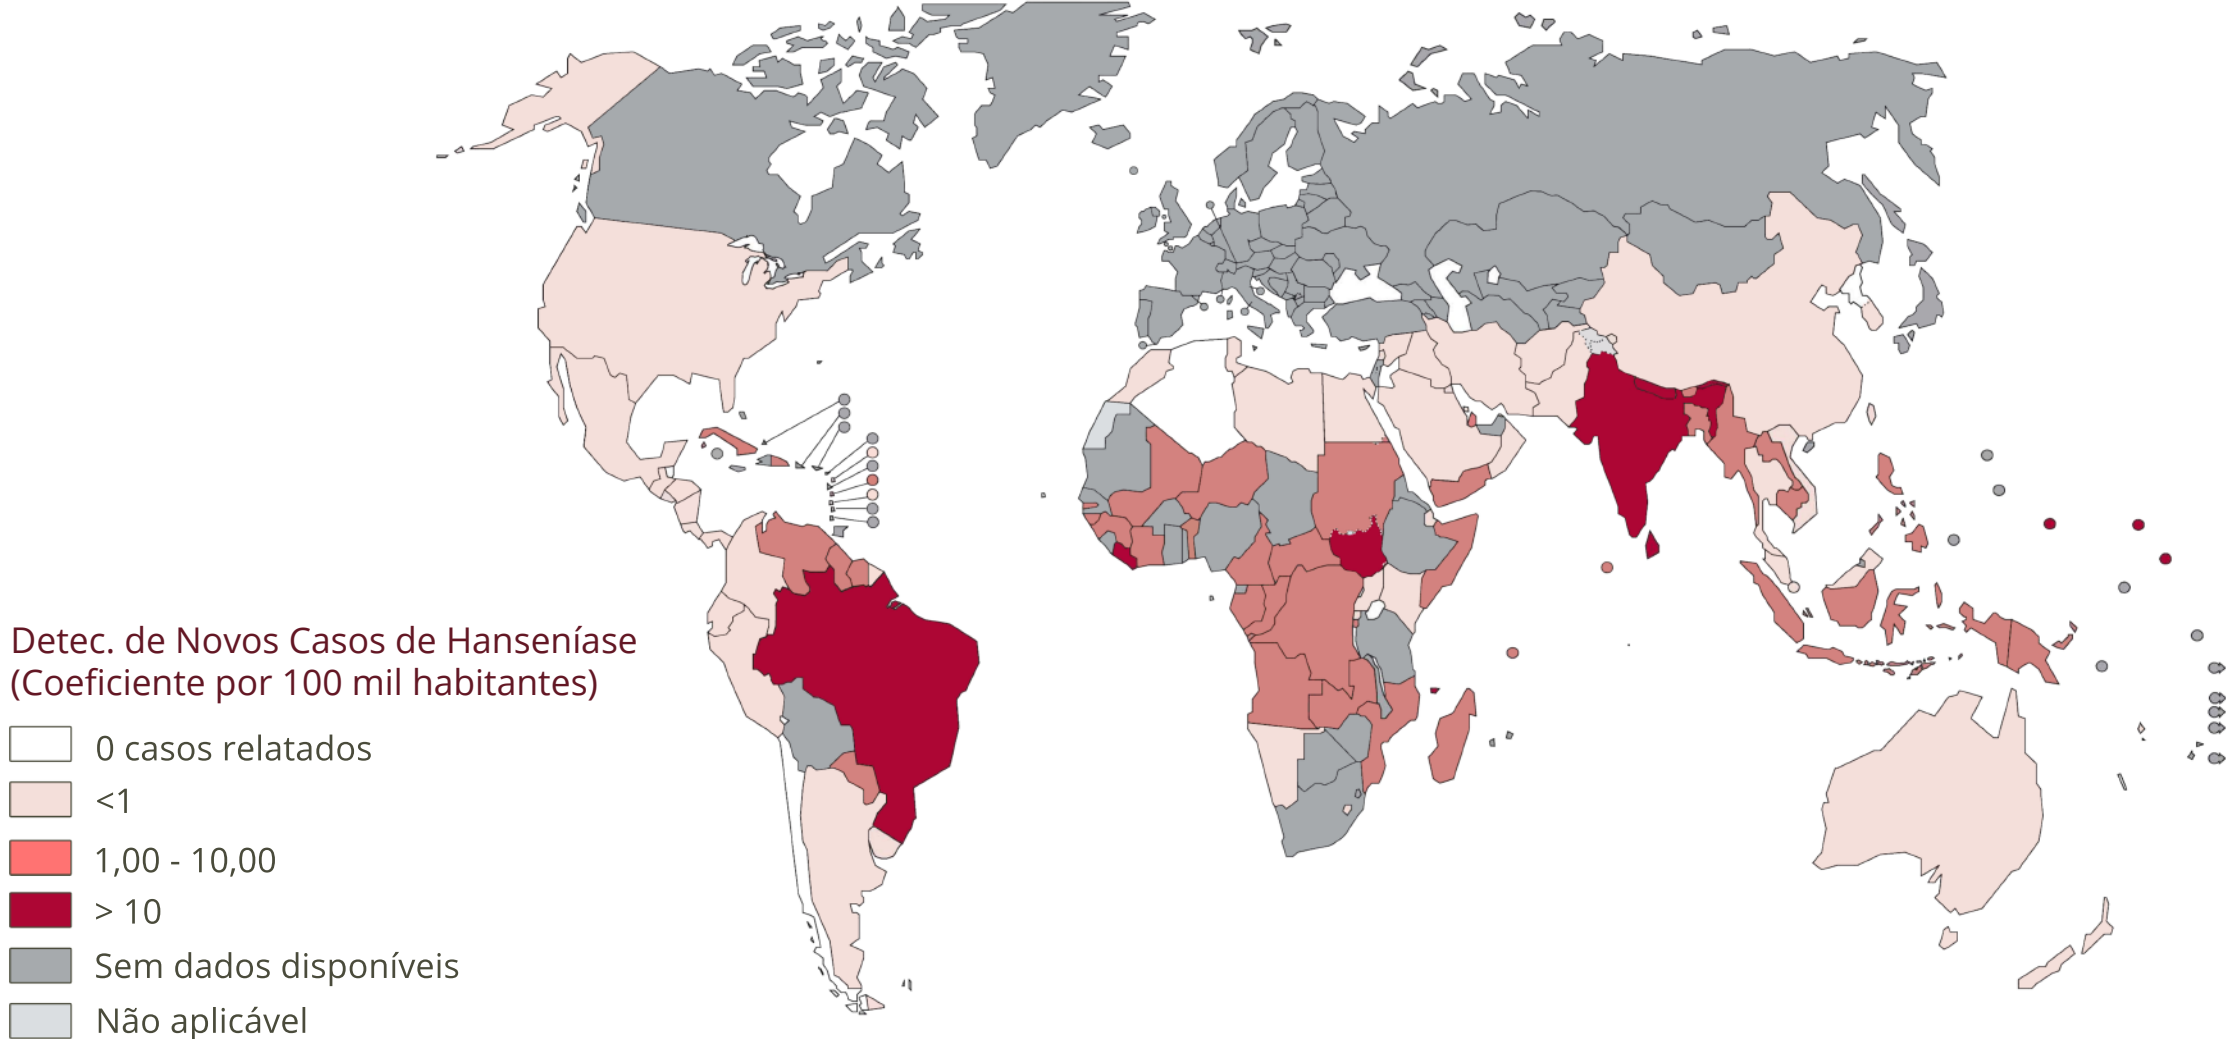 Detec. de Novos Casos de Hanseníase
(Coeficiente por 100 mil habitantes)
0 casos relatados
<1
1,00 - 10,00
> 10
Sem dados disponíveis
Não aplicável